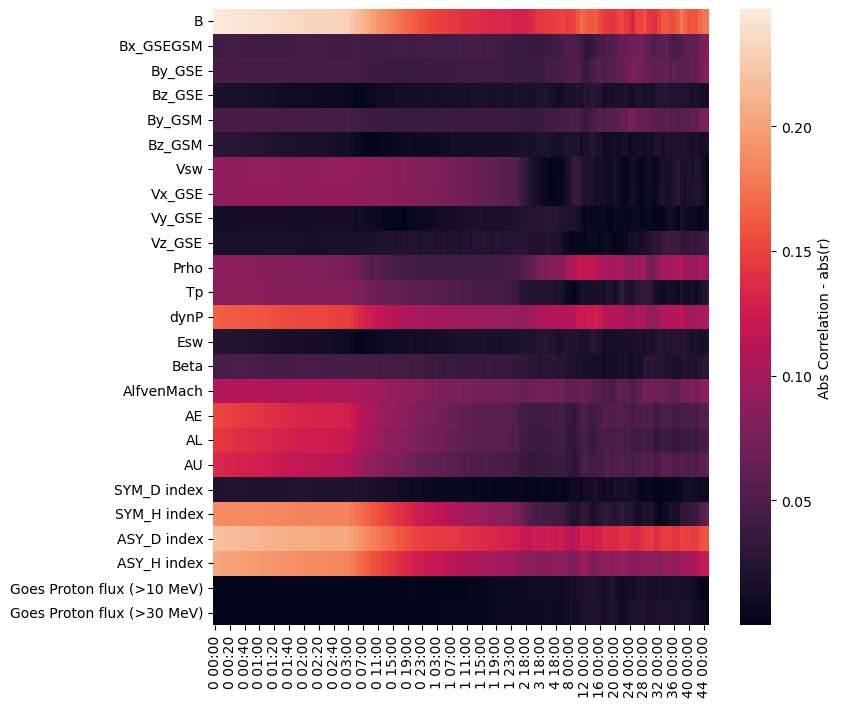 B
Bx_GSEGSM
By_GSE
Bz_GSE
By_GSM
Bz_GSM
Vsw
Vx_GSE
Vy_GSE
Vz_GSE
Prho
Tp
dynP
Esw
Beta
AlfvenMach
AE
AL
AU
SYM_D index
SYM_H index
ASY_D index
ASY_H index
Goes Proton flux (>10 MeV)
Goes Proton flux (>30 MeV)
0 00:00
0 00:20
0 00:40
0 01:00
0 01:20
0 01:40
0 02:00
0 02:20
0 02:40
0 03:00
0 07:00
0 11:00
0 15:00
0 19:00
0 23:00
1 03:00
1 07:00
1 11:00
1 15:00
1 19:00
1 23:00
2 18:00
3 18:00
4 18:00
8 00:00
12 00:00
16 00:00
20 00:00
24 00:00
28 00:00
32 00:00
36 00:00
40 00:00
44 00:00
0.20
0.15
0.10
0.05
Abs Correlation - abs(r)